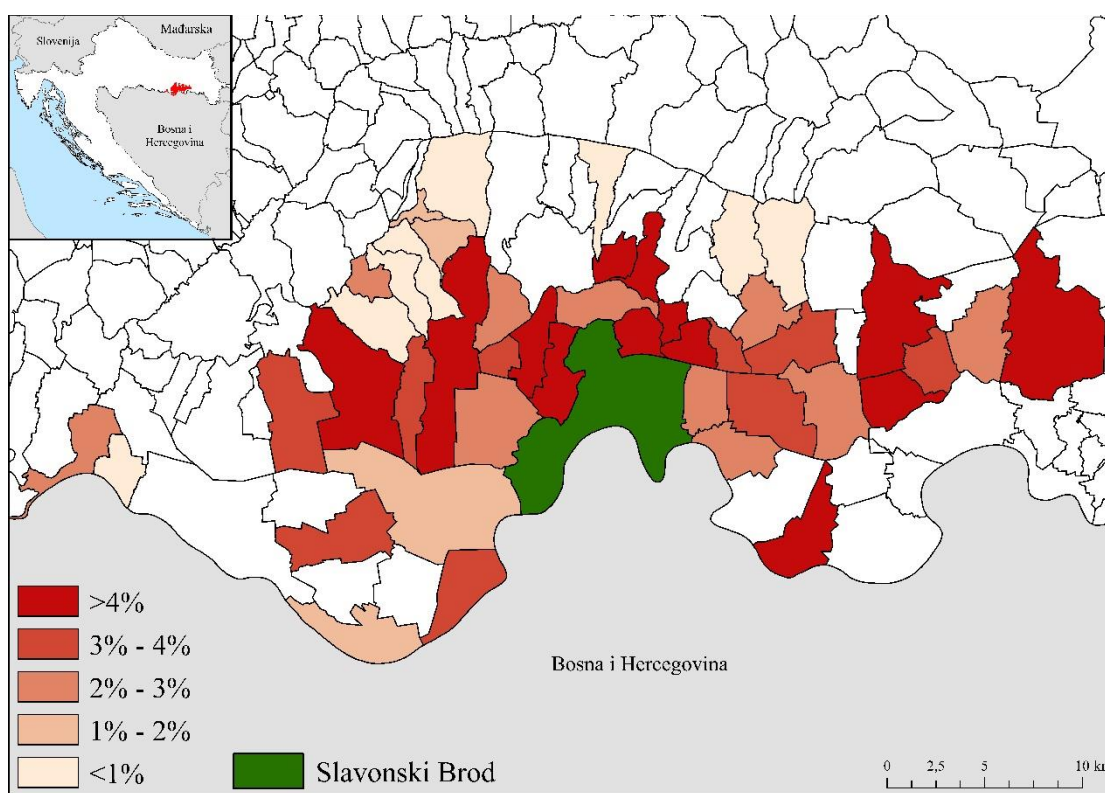 Slovenija
Mađarska
Bosna i
Hercegovina
>4%
3% - 4%
2% - 3%
1% - 2%
<1%
Slavonski Brod
Bosna i Hercegovina
0 2,5 5 10 km